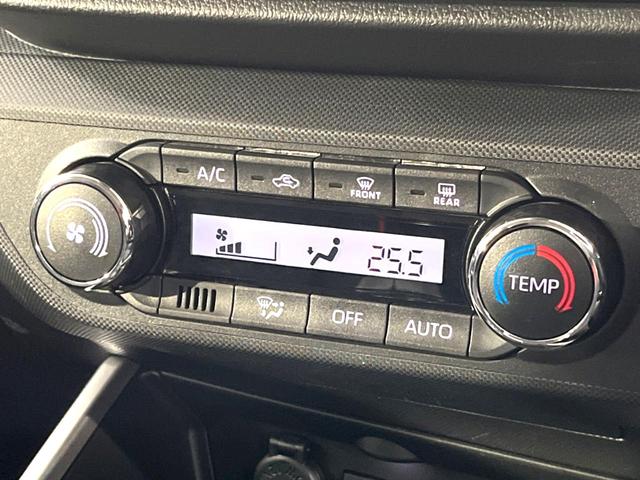 A/C
FRONT
REAR
25.5
TEMP
OFF
AUTO